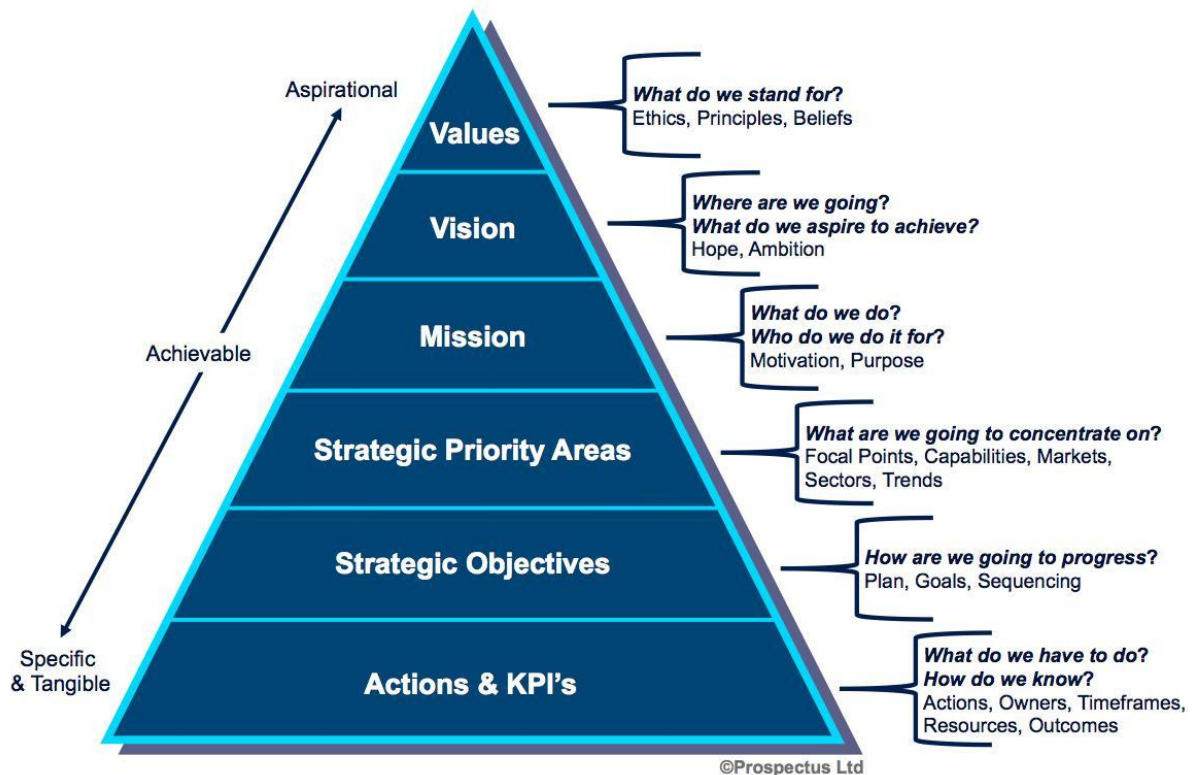 Aspirational
Values
What do we stand for?
Ethics, Principles, Beliefs
Vision
Where are we going?
What do we aspire to achieve?
Hope, Ambition
Achievable
Mission
What do we do?
Who do we do it for?
Motivation, Purpose
Strategic Priority Areas
What are we going to concentrate on?
Focal Points, Capabilities, Markets,
Sectors, Trends
Strategic Objectives
How are we going to progress?
Plan, Goals, Sequencing
Specific
& Tangible
Actions & KPI's
What do we have to do?
How do we know?
Actions, Owners, Timeframes,
Resources, Outcomes
©Prospectus Ltd